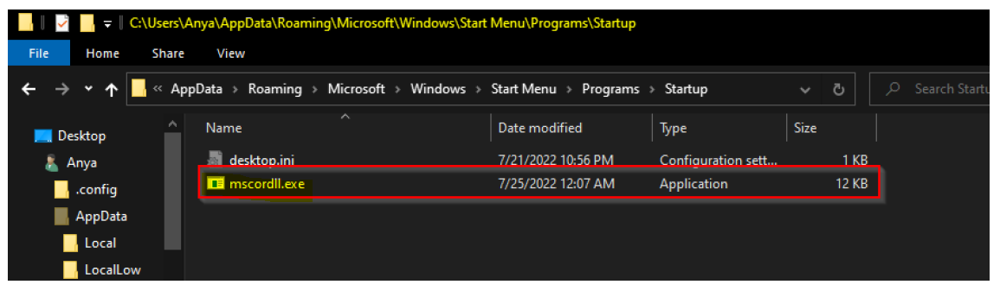 C:\Users\Anya\AppData\Roaming\Microsoft\Windows\Start Menu\Programs\Startup
File Home Share View
« AppData > Roaming > Microsoft > Windows > Start Menu > Programs > Startup Search Startu
Name Date modified Type Size
Desktop
desktop.ini 7/21/2022 10:56 PM Configuration sett... 1 KB
Anya
mscordll.exe 7/25/2022 12:07 AM Application 12 KB
.config
AppData
Local
LocalLow